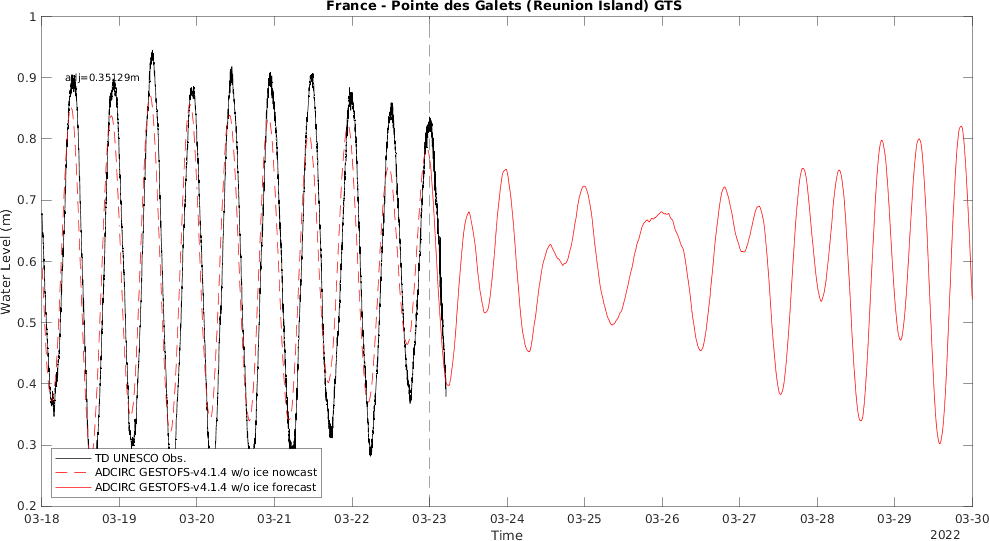 France - Pointe des Galets (Reunion Island) GTS
1
0.9
0.8
0.7
0.6
0.5
0.4
0.3
0.2
Water Level (m)
adj=0.35129m
TD UNESCO Obs.
ADCIRC GESTOFS-v4.1.4 w/o ice nowcast
ADCIRC GESTOFS-v4.1.4 w/o ice forecast
03-18 03-19 03-20 03-21 03-22 03-23 03-24 03-25 03-26 03-27 03-28 03-29 03-30
Time
2022